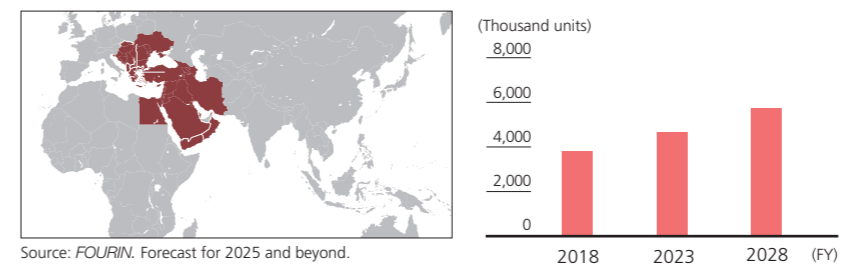 (Thousand units)
8,000
6,000
4,000
2,000
0
2018 2023 2028 (FY)
Source: FOURIN. Forecast for 2025 and beyond.